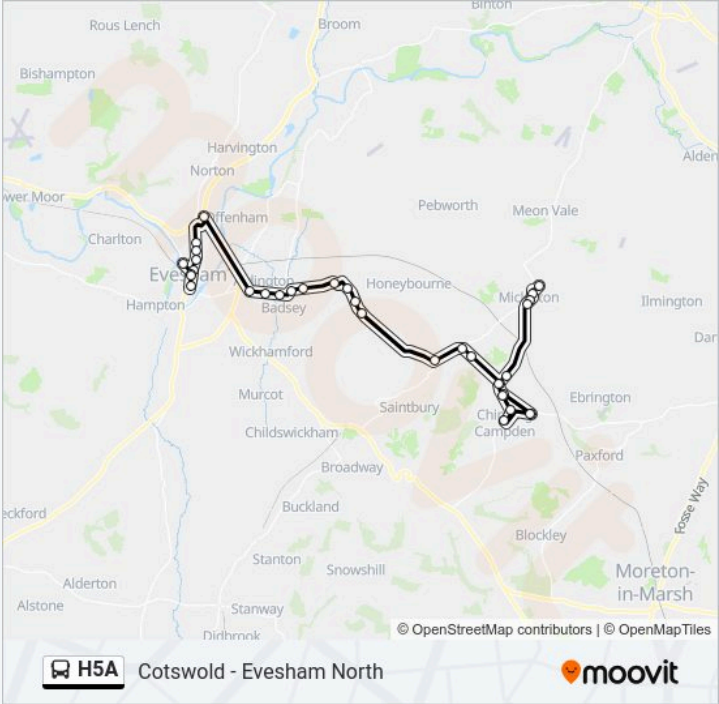 Binton
Rous Lench
Broom
Bishampton
Harvington
Norton
Alden
wer Moor
Offenham
Pebworth
Meon Vale
Charlton
Evesham
Honeybourne
Mickleton
Hampton
Badsey
Ilmington
Dar
Wickhamford
Murcot
Saintbury
Chipping
Campden
Ebrington
Childswickham
Broadway
Paxford
Fosse Way
eckford
Buckland
Blockley
Stanton
Snowshill
Moreton-
in-Marsh
Alderton
Alstone
Stanway
Didbrook
© OpenStreetMap contributors | © OpenMapTiles
H5A Cotswold - Evesham North
moovit